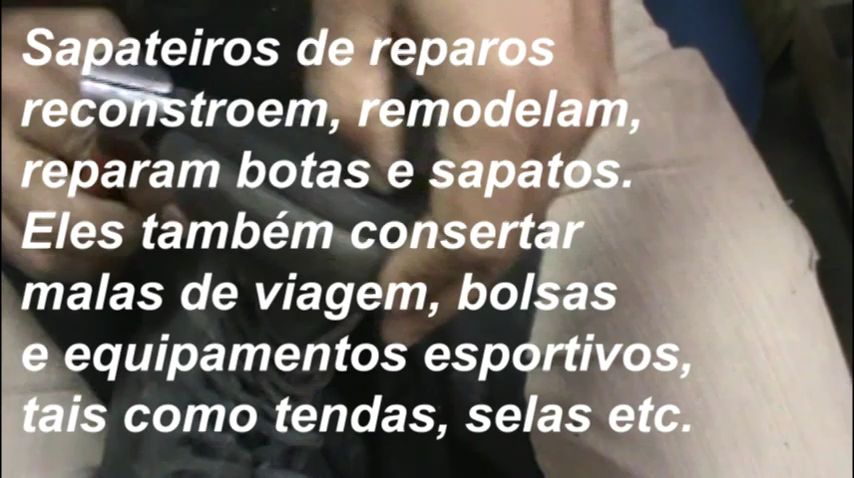 Sapateiros de reparos
reconstroem, remodelam,
reparam botas e sapatos.
Eles também consertar
malas de viagem, bolsas
e equipamentos esportivos,
tais como tendas, selas etc.